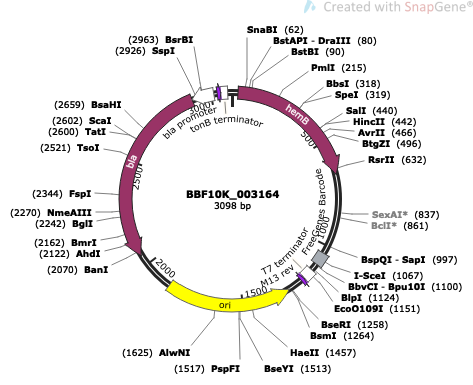 Created with SnapGene®
(2963) BsrBI
(2926) SspI
SnaBI (62)
BstAPI - DraIII (80)
BstBI (90)
PmlI (215)
BbsI (318)
SpeI (319)
SalI (440)
HincII (442)
AvrII (466)
BtgZI (496)
RsrII (632)
SexAI* (837)
BclI* (861)
BspQI - SapI (997)
I-SceI (1067)
BbvCI - Bpu10I (1100)
BlpI (1124)
EcoO109I (1151)
BseRI (1258)
BsmI (1264)
HaeII (1457)
BseYI (1513)
(1517) PspFI
(1625) AlwNI
(2070) BanI
(2122) AhdI
(2162) BmrI
(2242) BglI
(2270) NmeAIII
(2344) FspI
(2521) TsoI
(2600) TatI
(2602) ScaI
(2659) BsaHI
bla promoter
tonB terminator
hemB
bla
ori
FreeGenes Barcode
T7 terminator
M13 rev
500
1000
1500
2000
2500
3000
BBF10K_003164
3098 bp